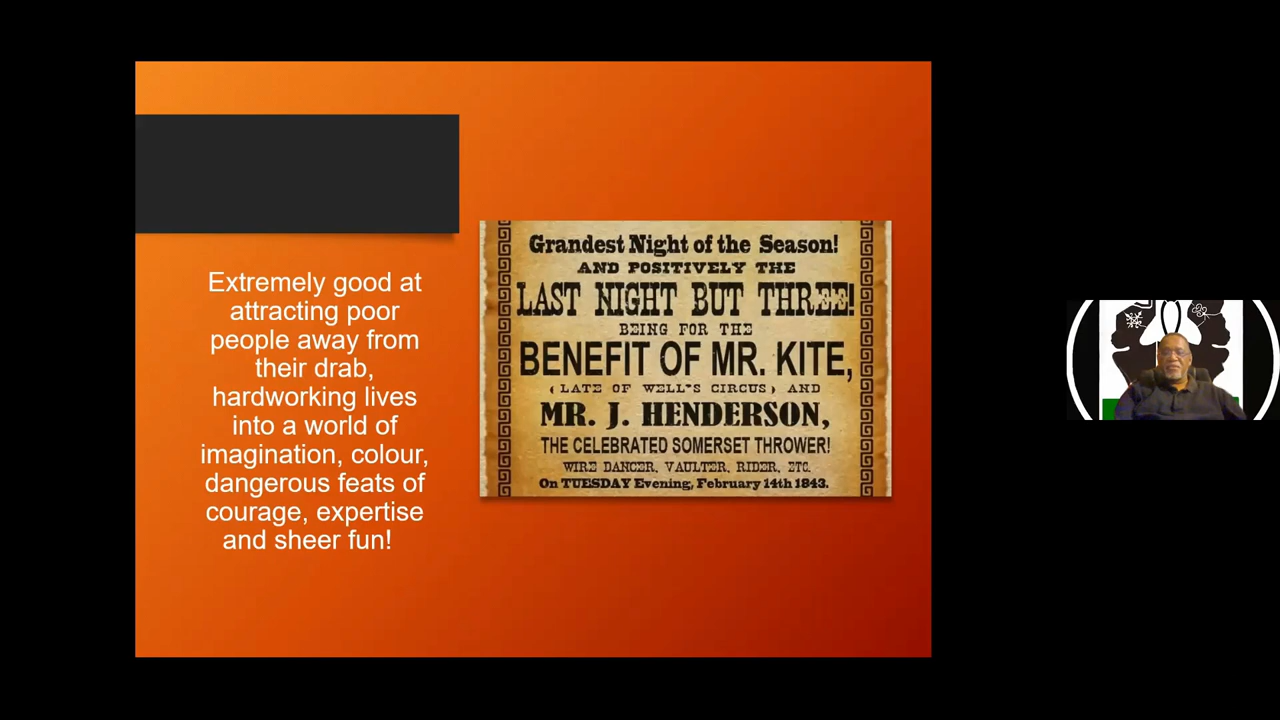 Extremely good at
attracting poor
people away from
their drab,
hardworking lives
into a world of
imagination, colour,
dangerous feats of
courage, expertise
and sheer fun!
Grandest Night of the Season!
AND POSITIVELY THE
LAST NIGHT BUT THREE!
BEING FOR THE
BENEFIT OF MR. KITE,
(LATE OF WELL'S CIRCUS) AND
MR. J. HENDERSON,
THE CELEBRATED SOMERSET THROWER!
WIRE DANCER, VAULTER, RIDER, ETC.
On TUESDAY Evening, February 14th 1843.